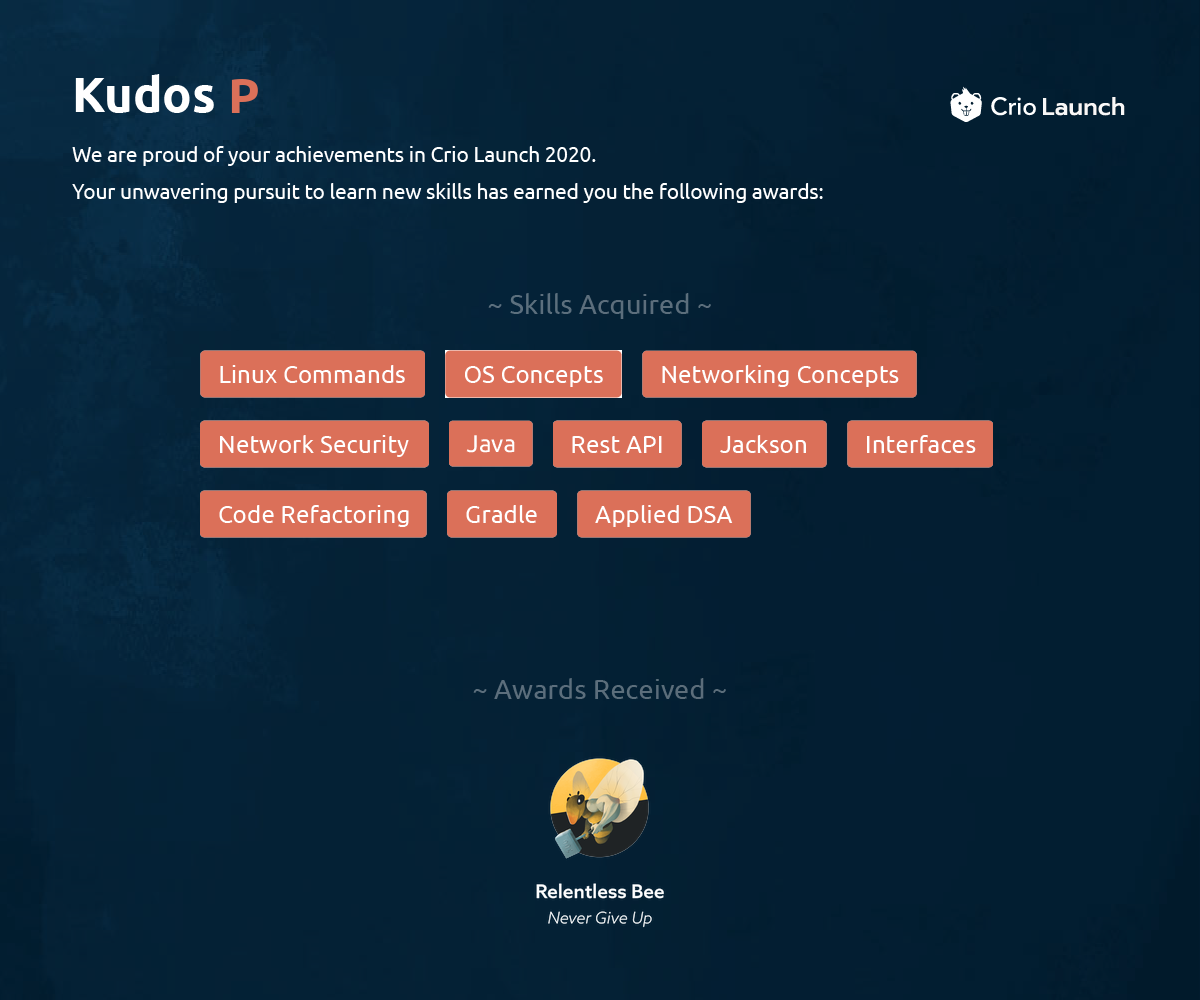 Kudos P
Crio Launch
We are proud of your achievements in Crio Launch 2020.
Your unwavering pursuit to learn new skills has earned you the following awards:
~ Skills Acquired ~
Linux Commands OS Concepts Networking Concepts
Network Security Java Rest API Jackson Interfaces
Code Refactoring Gradle Applied DSA
~ Awards Received ~
Relentless Bee
Never Give Up